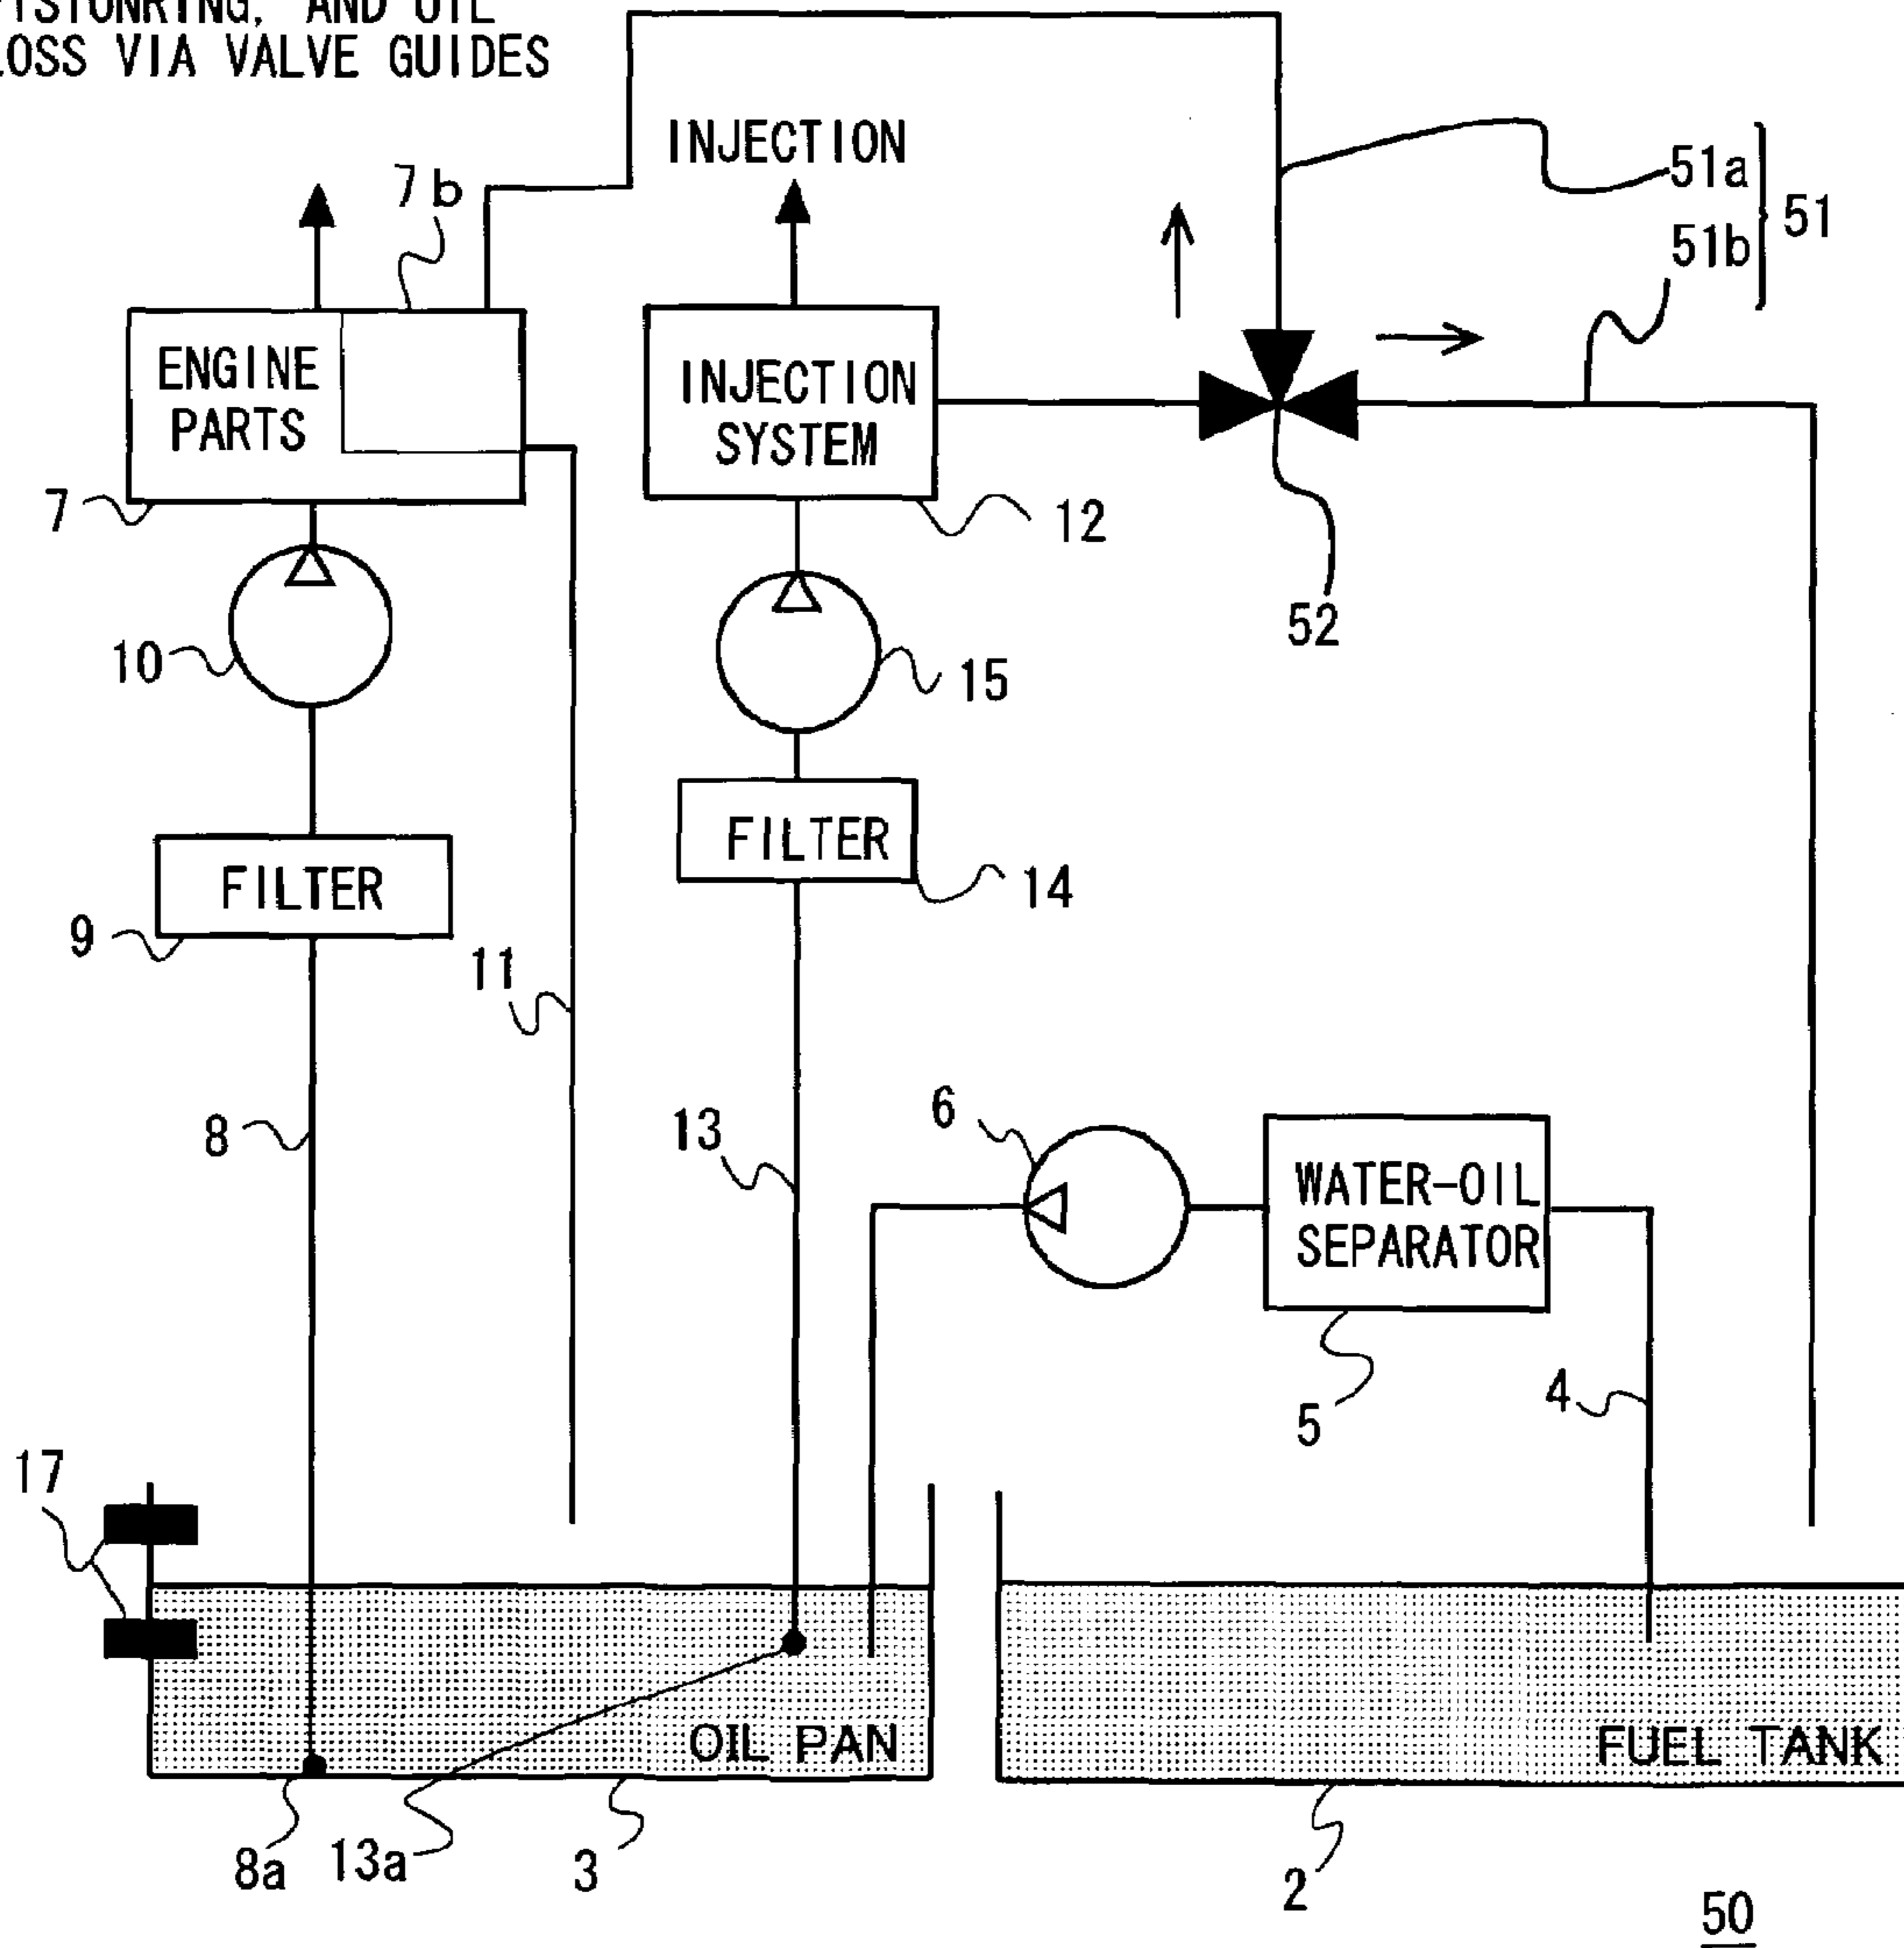 AND OIL
LOSS VIA VALVE GUIDES
INJECTION
7b
51a
51b
51
ENGINE
PARTS
INJECTION
SYSTEM
7
12
52
10
15
FILTER
14
FILTER
9
11
8
13
6
WATER-OIL
SEPARATOR
5
4
17
OIL PAN
FUEL TANK
8a
13a
3
2
50